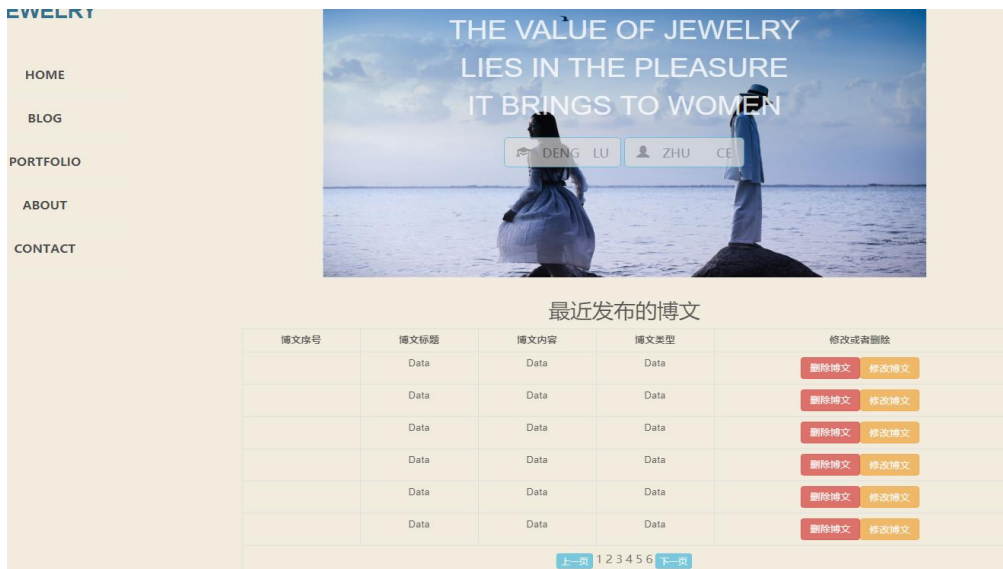 JEWELRY
HOME
BLOG
PORTFOLIO
ABOUT
CONTACT
THE VALUE OF JEWELRY
LIES IN THE PLEASURE
IT BRINGS TO WOMEN
DENG LU ZHU CE
最近发布的博文
博文序号 博文标题 博文内容 博文类型 修改或者删除
Data Data Data 删除博文 修改博文
Data Data Data 删除博文 修改博文
Data Data Data 删除博文 修改博文
Data Data Data 删除博文 修改博文
Data Data Data 删除博文 修改博文
Data Data Data 删除博文 修改博文
上一页 1 2 3 4 5 6 下一页